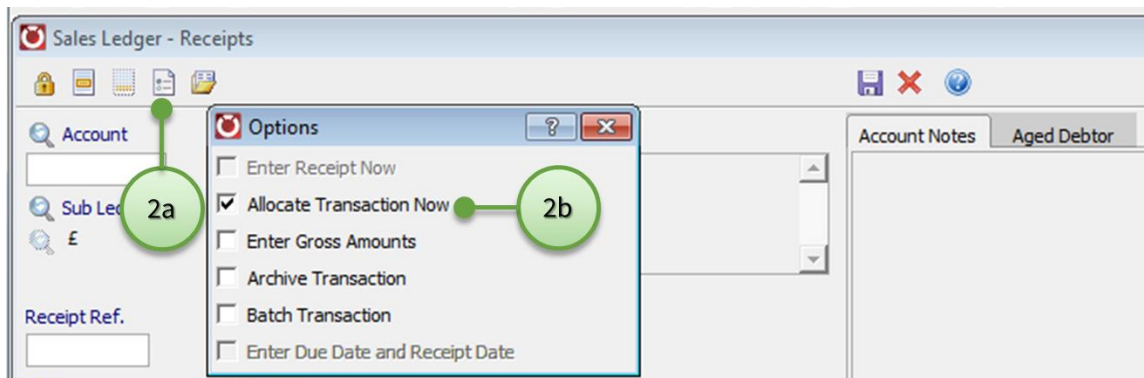 Sales Ledger - Receipts
Options
?
Account
Account Notes
Aged Debtor
Enter Receipt Now
Sub Led
2a
Allocate Transaction Now
2b
£
Enter Gross Amounts
Archive Transaction
Receipt Ref.
Batch Transaction
Enter Due Date and Receipt Date